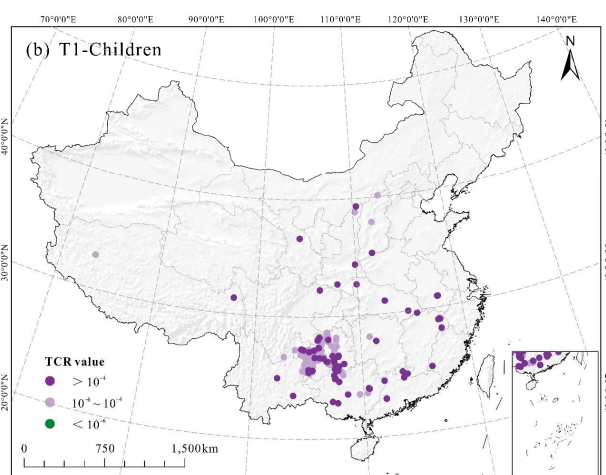 70°0'0"E 80°0'0"E 90°0'0"E 100°0'0"E 110°0'0"E 120°0'0"E 130°0'0"E 140°0'0"E
(b) T1-Children
N
40°0'0"N
30°0'0"N
20°0'0"N
TCR value
> 10⁻⁴
10⁻⁶ ~ 10⁻⁴
< 10⁻⁶
0 750 1,500km